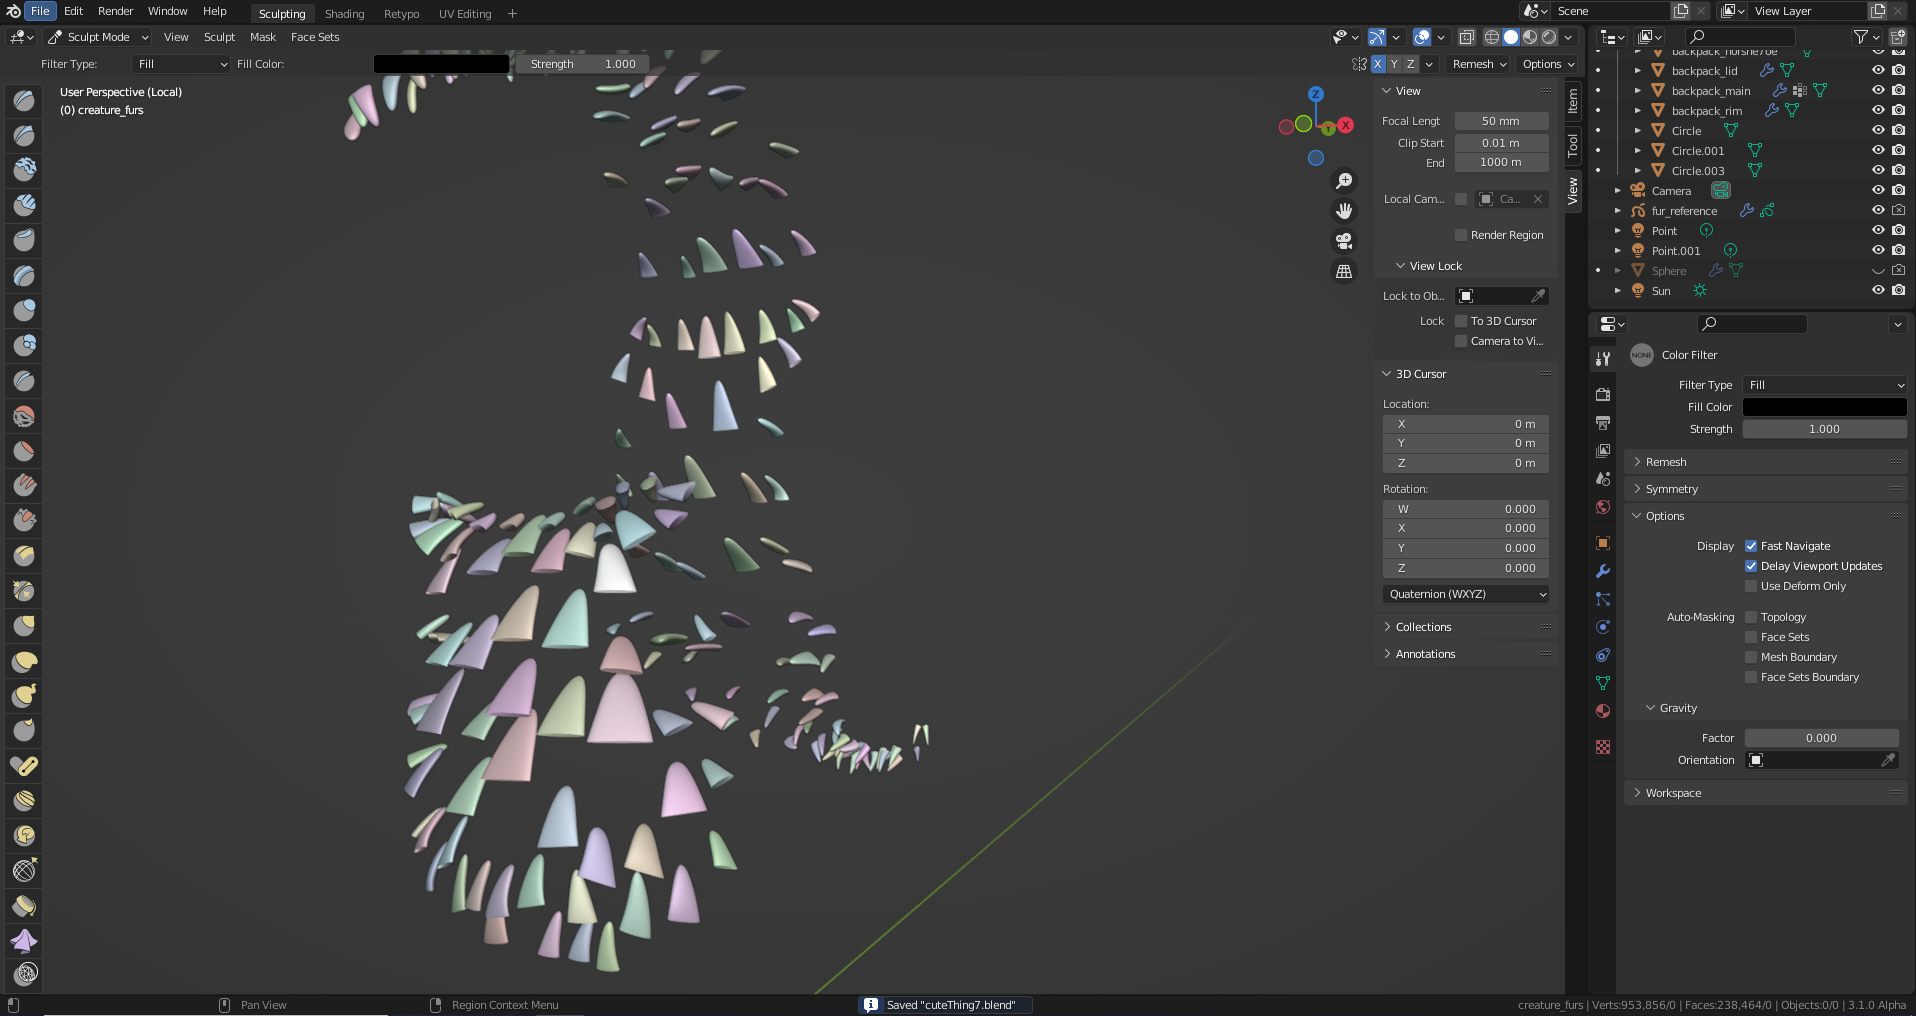 File Edit Render Window Help Sculpting Shading Retypo UV Editing + Scene View Layer
Sculpt Mode View Sculpt Mask Face Sets
Filter Type: Fill Fill Color: Strength 1.000 X Y Z Remesh Options
User Perspective (Local)
(0) creature_furs
Z
Y
X
View
Focal Lengt 50 mm
Clip Start 0.01 m
End 1000 m
Local Cam... Ca...
Render Region
View Lock
Lock to Ob...
Lock To 3D Cursor
Camera to Vi...
3D Cursor
Location:
X 0 m
Y 0 m
Z 0 m
Rotation:
W 0.000
X 0.000
Y 0.000
Z 0.000
Quaternion (WXYZ)
Collections
Annotations
Item
Tool
View
backpack_lid
backpack_main
backpack_rim
Circle
Circle.001
Circle.003
Camera
fur_reference
Point
Point.001
Sphere
Sun
NONE Color Filter
Filter Type Fill
Fill Color
Strength 1.000
Remesh
Symmetry
Options
Display Fast Navigate
Delay Viewport Updates
Use Deform Only
Auto-Masking Topology
Face Sets
Mesh Boundary
Face Sets Boundary
Gravity
Factor 0.000
Orientation
Workspace
Pan View Region Context Menu Saved "cuteThing7.blend" creature_furs | Verts:953,856/0 | Faces:238,464/0 | Objects:0/0 | 3.1.0 Alpha